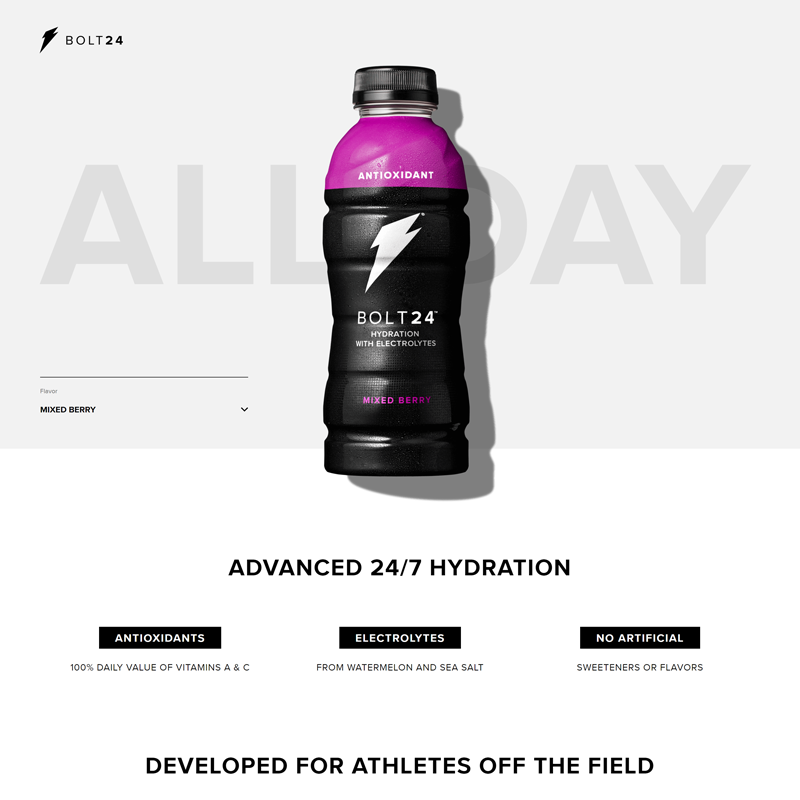 BOLT24
ALL DAY
ANTIOXIDANT
BOLT24™
HYDRATION
WITH ELECTROLYTES
MIXED BERRY
Flavor
MIXED BERRY
ADVANCED 24/7 HYDRATION
ANTIOXIDANTS
100% DAILY VALUE OF VITAMINS A & C
ELECTROLYTES
FROM WATERMELON AND SEA SALT
NO ARTIFICIAL
SWEETENERS OR FLAVORS
DEVELOPED FOR ATHLETES OFF THE FIELD